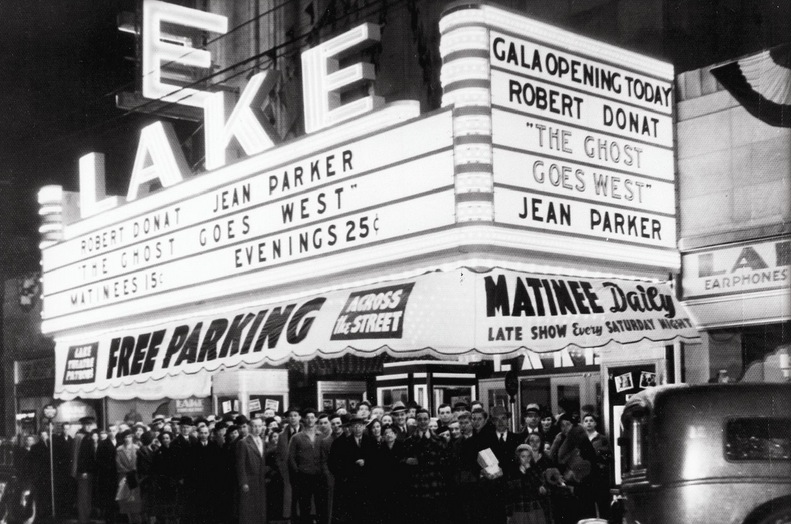 E
LAKE
ROBERT DONAT JEAN PARKER
"THE GHOST GOES WEST"
MATINEES 15¢ EVENINGS 25¢
GALA OPENING TODAY
ROBERT DONAT
"THE GHOST
GOES WEST"
JEAN PARKER
FREE PARKING
ACROSS
the STREET
MATINEE Daily
LATE SHOW Every SATURDAY NIGHT
EARPHONES